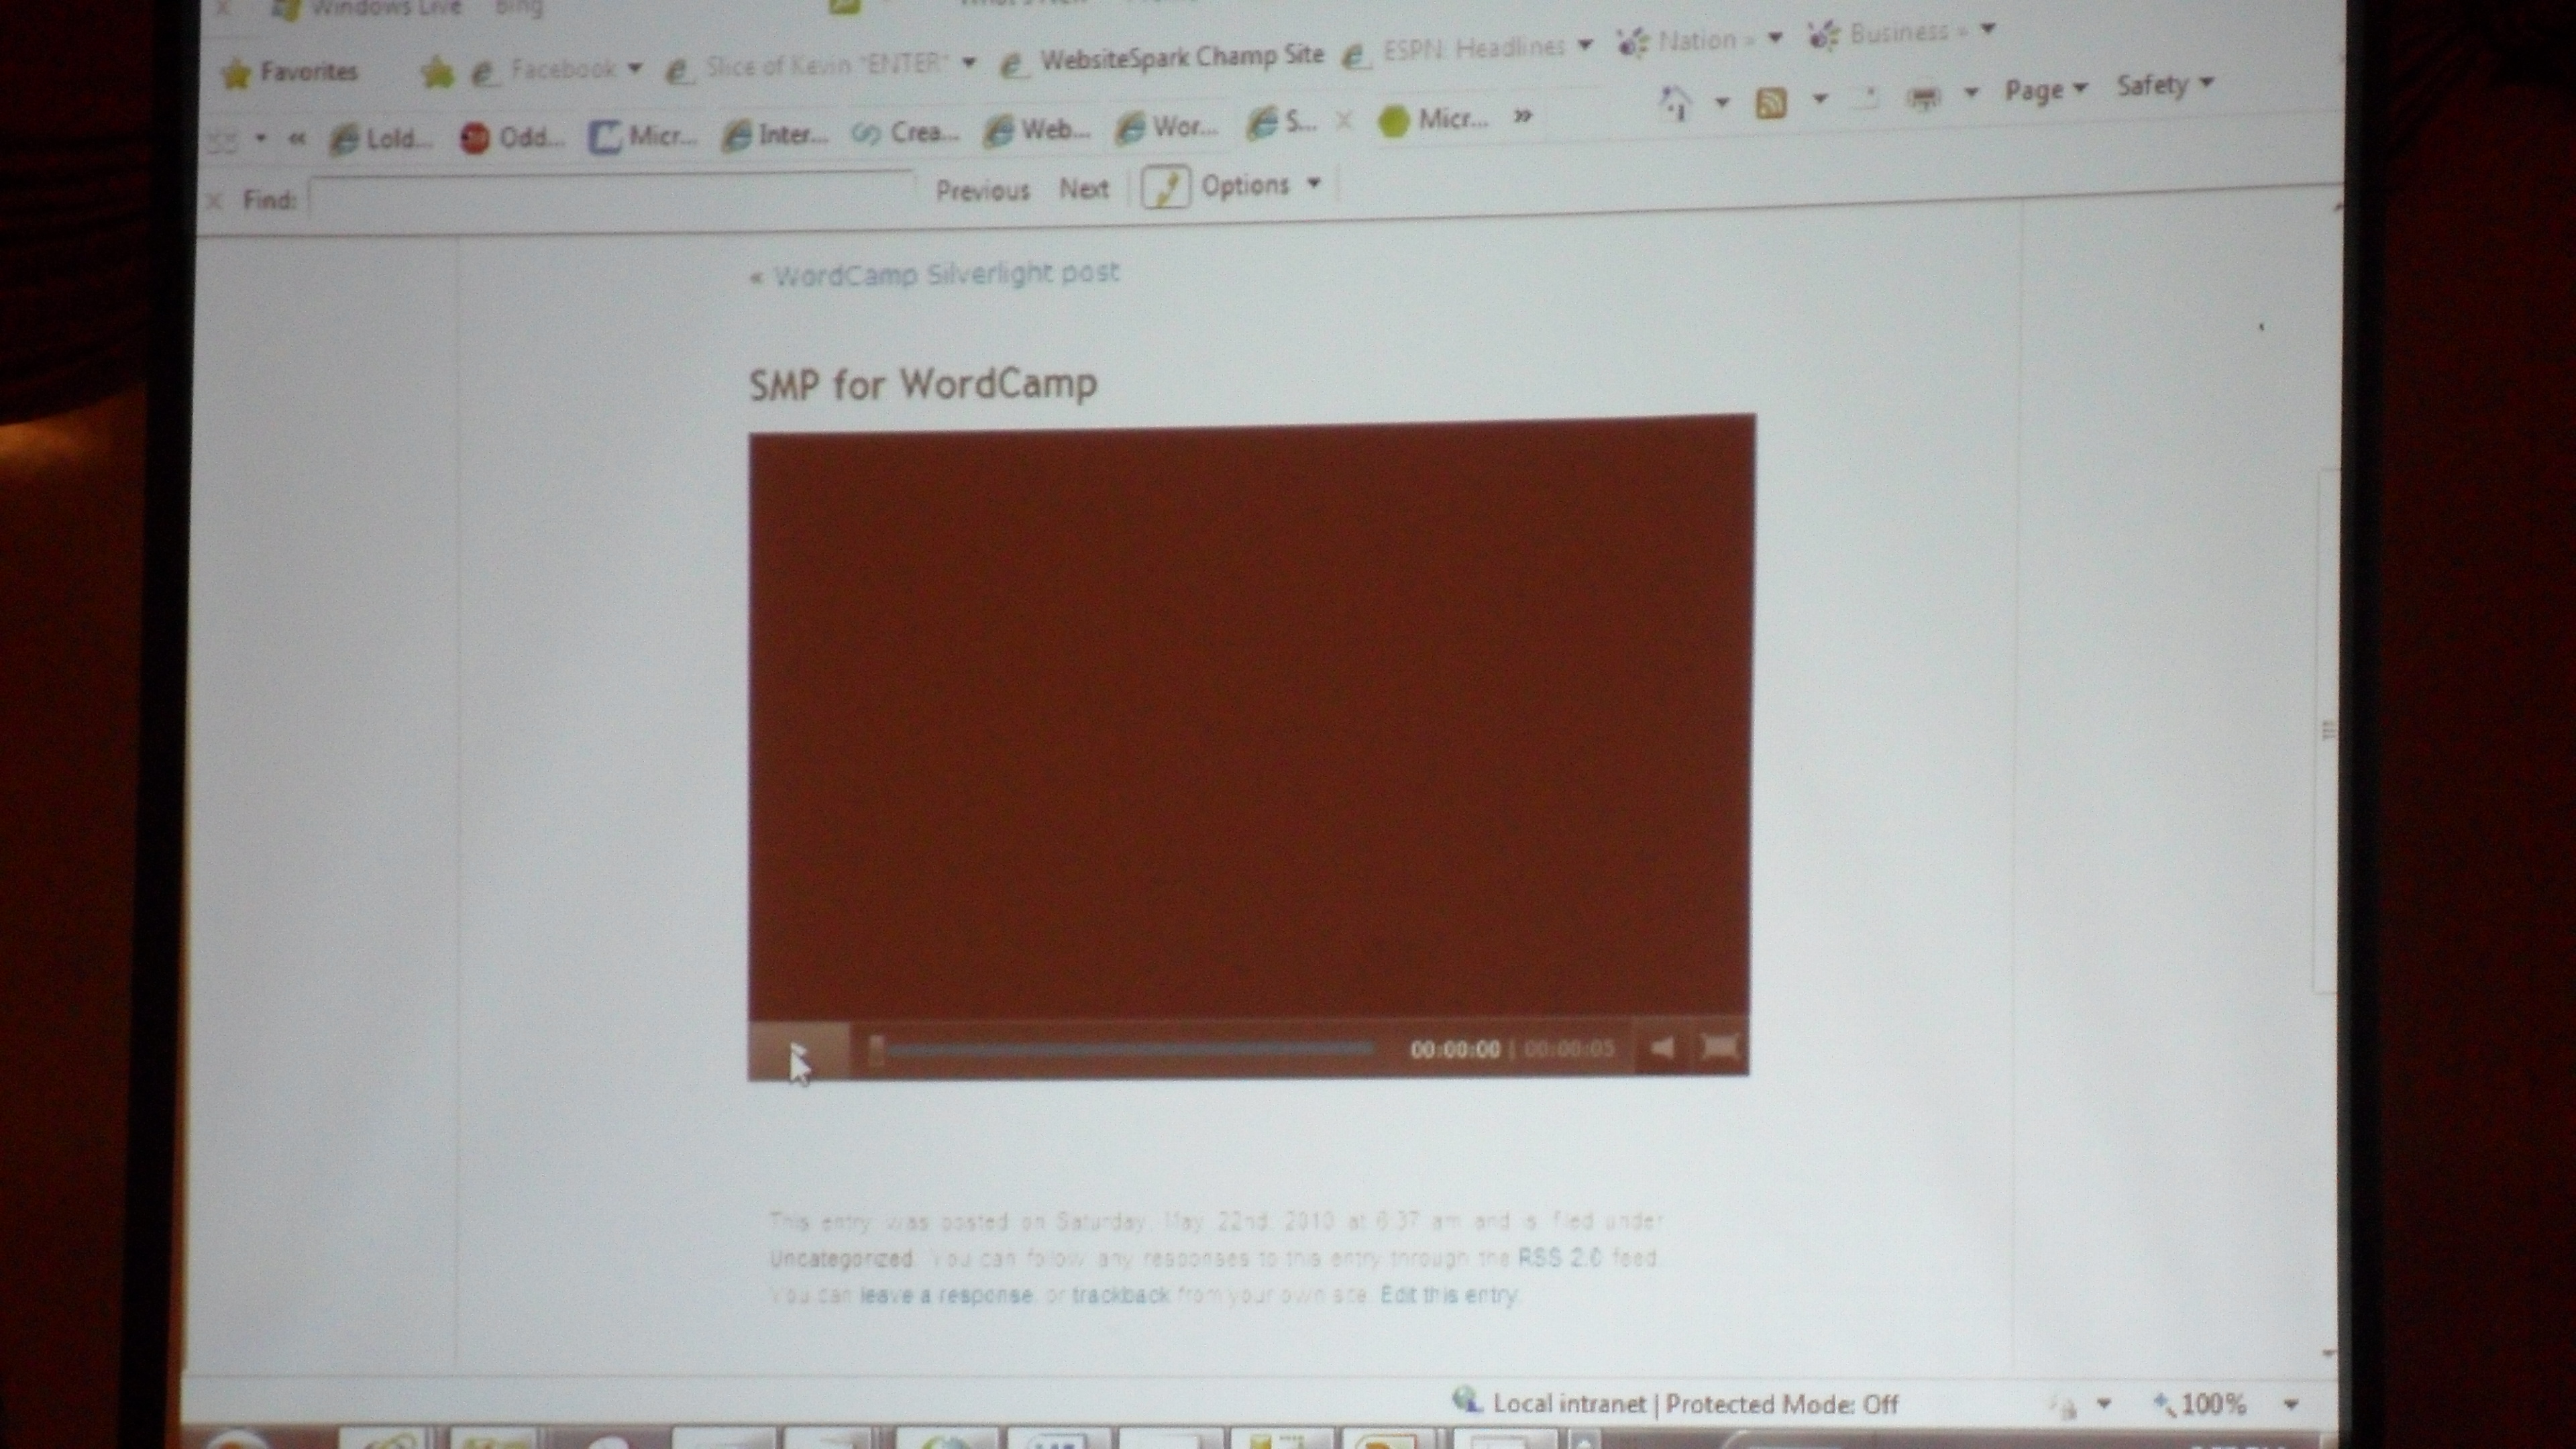 Windows Live Bing
Favorites Facebook Slice of Kevin "ENTER" WebsiteSpark Champ Site ESPN: Headlines Nation » Business »
Page Safety
« Lold... Odd... Micr... Inter... Crea... Web... Wor... S... Micr... »
Find: Previous Next Options
« WordCamp Silverlight post
SMP for WordCamp
00:00:00 | 00:00:05
This entry was posted on Saturday, May 22nd, 2010 at 6:37 am and is filed under
Uncategorized. You can follow any responses to this entry through the RSS 2.0 feed.
You can leave a response, or trackback from your own site. Edit this entry.
Local intranet | Protected Mode: Off
100%